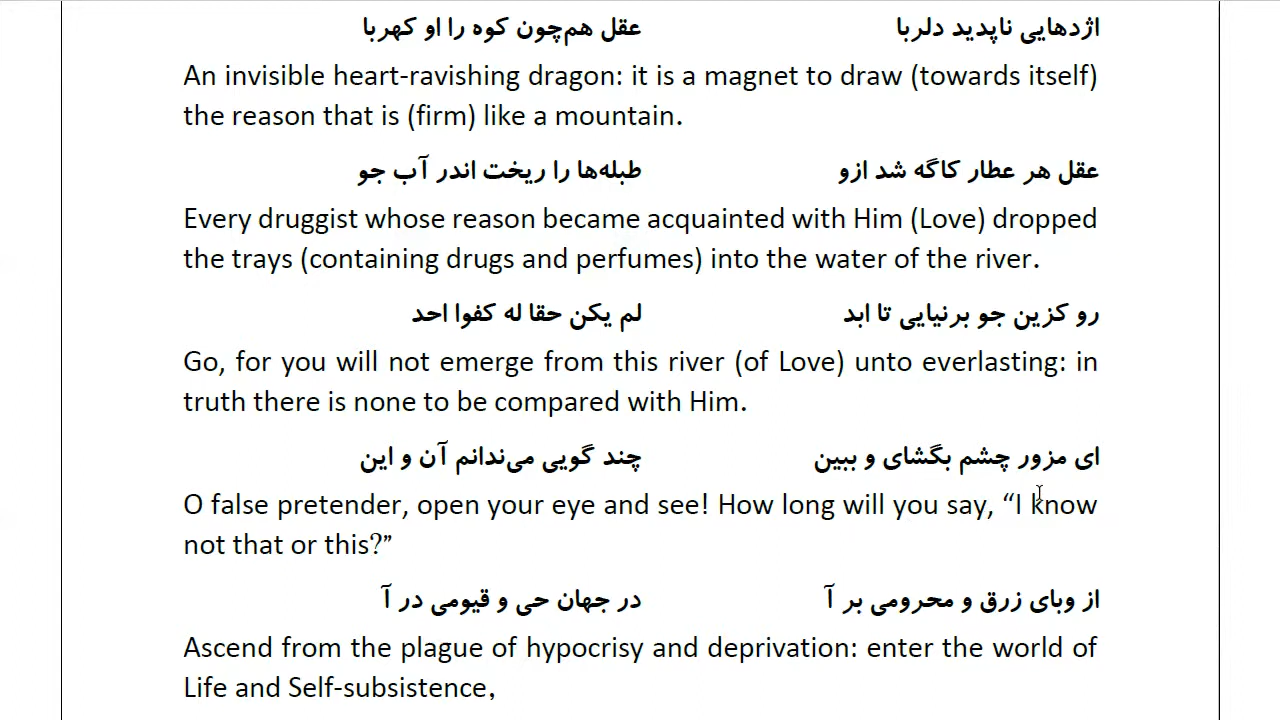 اژدهایی ناپدید دلربا عقل هم‌چون کوه را او کهربا
An invisible heart-ravishing dragon: it is a magnet to draw (towards itself)
the reason that is (firm) like a mountain.
عقل هر عطار کاگه شد ازو طبله‌ها را ریخت اندر آب جو
Every druggist whose reason became acquainted with Him (Love) dropped
the trays (containing drugs and perfumes) into the water of the river.
رو کزین جو برنیایی تا ابد لم یکن حقا له کفوا احد
Go, for you will not emerge from this river (of Love) unto everlasting: in
truth there is none to be compared with Him.
ای مزور چشم بگشای و ببین چند گویی می‌ندانم آن و این
O false pretender, open your eye and see! How long will you say, “I know
not that or this?”
از وبای زرق و محرومی بر آ در جهان حی و قیومی در آ
Ascend from the plague of hypocrisy and deprivation: enter the world of
Life and Self-subsistence,